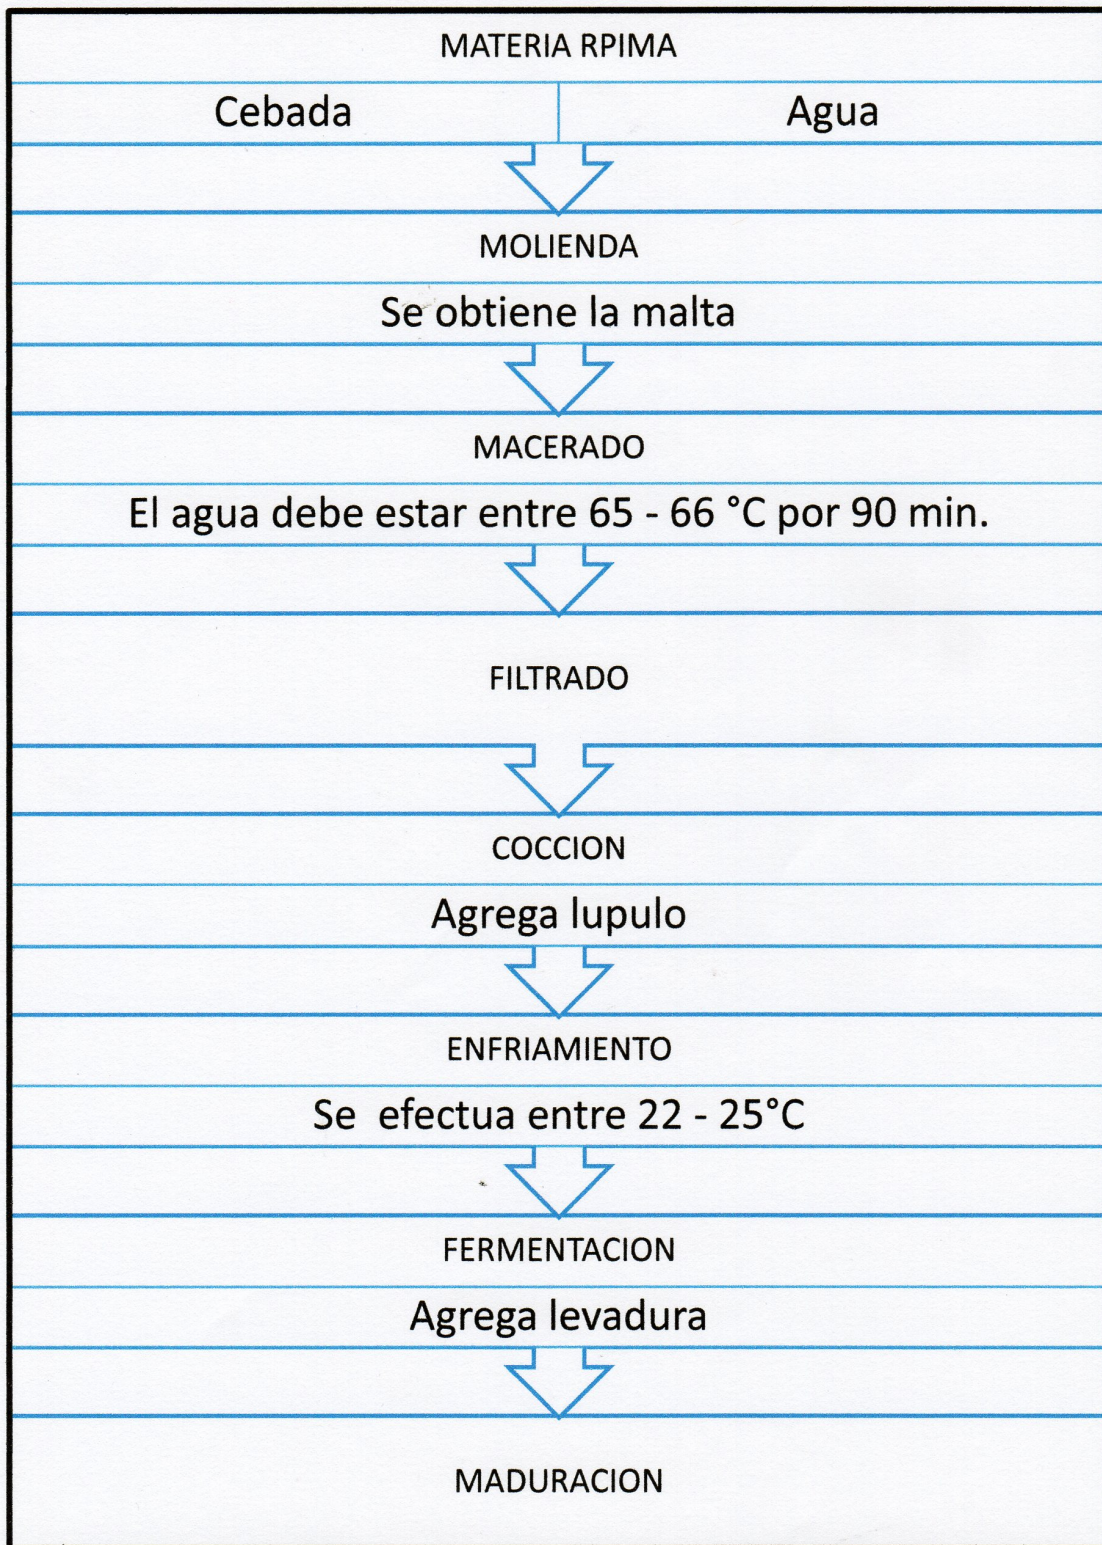 MATERIA RPIMA
Cebada Agua
MOLIENDA
Se obtiene la malta
MACERADO
El agua debe estar entre 65 - 66 °C por 90 min.
FILTRADO
COCCION
Agrega lupulo
ENFRIAMIENTO
Se efectua entre 22 - 25°C
FERMENTACION
Agrega levadura
MADURACION